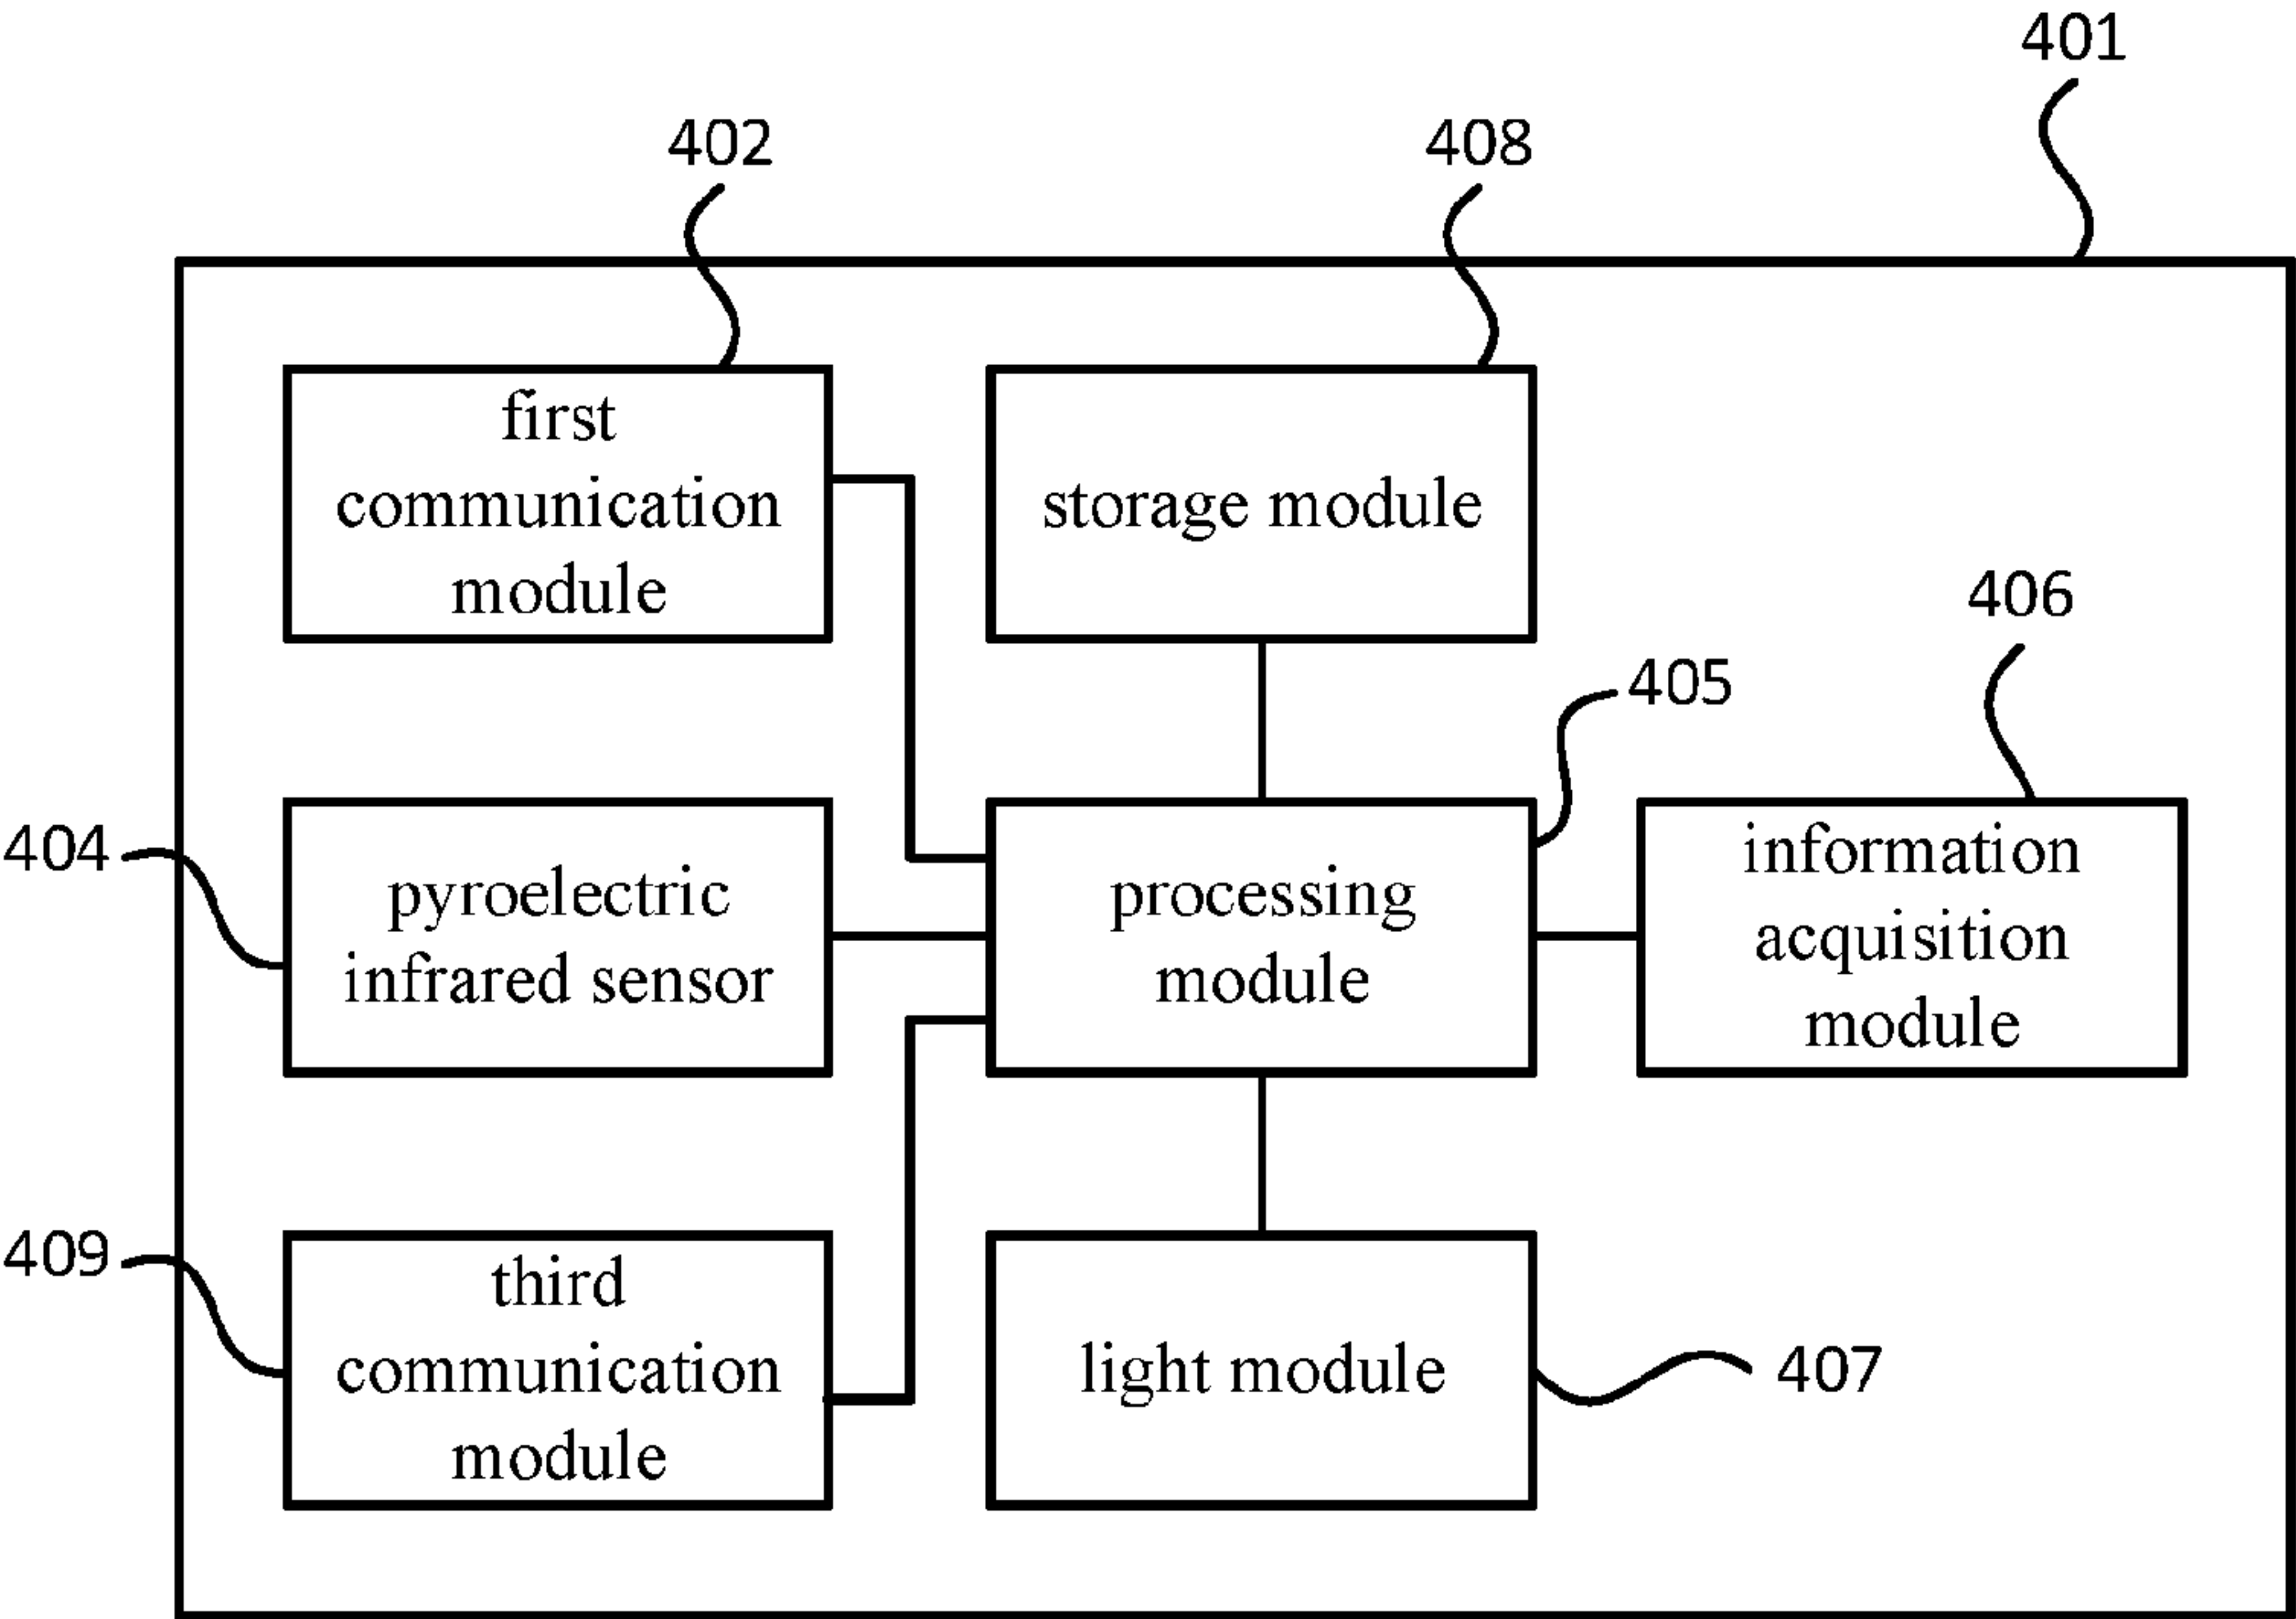 401
402
408
first
communication
module
storage module
406
405
404
pyroelectric
infrared sensor
processing
module
information
acquisition
module
409
third
communication
module
light module
407